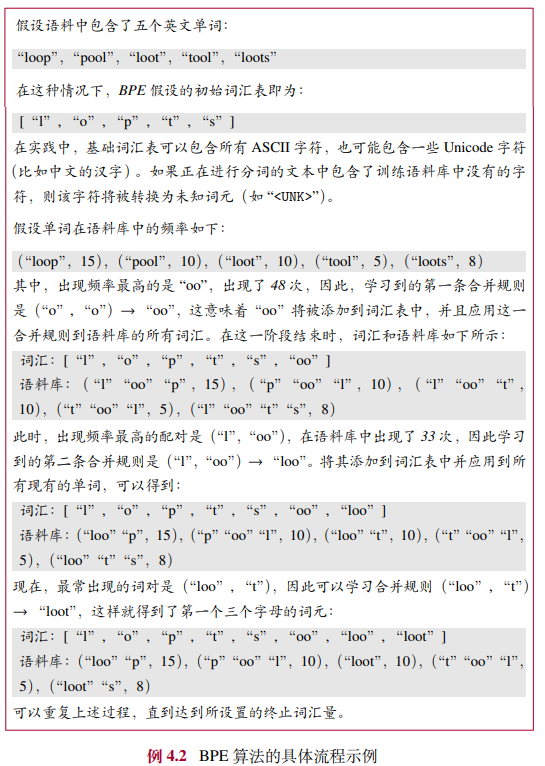 假设语料中包含了五个英文单词：
“loop”，“pool”，“loot”，“tool”，“loots”
在这种情况下，BPE 假设的初始词汇表即为：
[ “l” , “o” , “p” , “t” , “s” ]
在实践中，基础词汇表可以包含所有 ASCII 字符，也可能包含一些 Unicode 字符
(比如中文的汉字)。如果正在进行分词的文本中包含了训练语料库中没有的字
符，则该字符将被转换为未知词元（如 “<UNK>”）。
假设单词在语料库中的频率如下：
(“loop”, 15)，(“pool”, 10)，(“loot”, 10)，(“tool”, 5)，(“loots”, 8)
其中，出现频率最高的是 “oo”，出现了 48 次，因此，学习到的第一条合并规则
是 (“o” , “o”) → “oo”，这意味着 “oo” 将被添加到词汇表中，并且应用这一
合并规则到语料库的所有词汇。在这一阶段结束时，词汇和语料库如下所示：
词汇：[ “l” , “o” , “p” , “t” , “s” , “oo” ]
语料库：(“l” “oo” “p”, 15)，(“p” “oo” “l”, 10)，(“l” “oo” “t” ,
10)，(“t” “oo” “l”, 5)，(“l” “oo” “t” “s”, 8)
此时，出现频率最高的配对是 (“l”, “oo”)，在语料库中出现了 33 次，因此学习
到的第二条合并规则是 (“l”, “oo”) → “loo”。将其添加到词汇表中并应用到所
有现有的单词，可以得到：
词汇：[ “l” , “o” , “p” , “t” , “s” , “oo” , “loo” ]
语料库：(“loo” “p”, 15)，(“p” “oo” “l”, 10)，(“loo” “t”, 10)，(“t” “oo” “l”,
5)，(“loo” “t” “s”, 8)
现在，最常出现的词对是 (“loo” , “t”)，因此可以学习合并规则 (“loo” , “t”)
→ “loot”，这样就得到了第一个三个字母的词元：
词汇：[ “l” , “o” , “p” , “t” , “s” , “oo” , “loo” , “loot” ]
语料库：(“loo” “p”, 15)，(“p” “oo” “l”, 10)，(“loot”, 10)，(“t” “oo” “l”,
5)，(“loot” “s”, 8)
可以重复上述过程，直到达到所设置的终止词汇量。
例 4.2 BPE 算法的具体流程示例